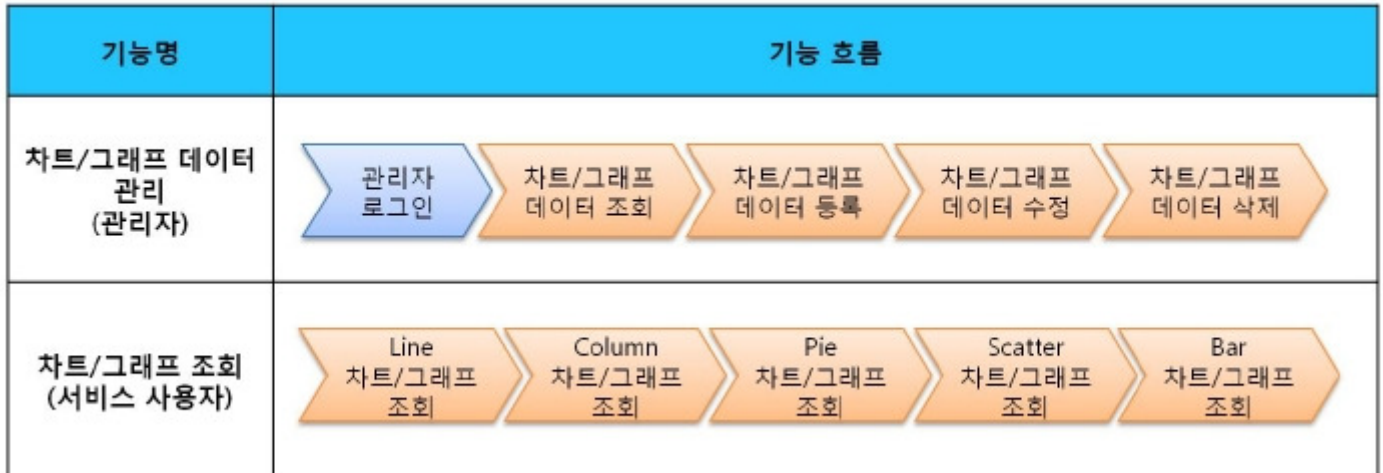 기능명
기능 흐름
차트/그래프 데이터
관리
(관리자)
관리자
로그인
차트/그래프
데이터 조회
차트/그래프
데이터 등록
차트/그래프
데이터 수정
차트/그래프
데이터 삭제
차트/그래프 조회
(서비스 사용자)
Line
차트/그래프
조회
Column
차트/그래프
조회
Pie
차트/그래프
조회
Scatter
차트/그래프
조회
Bar
차트/그래프
조회